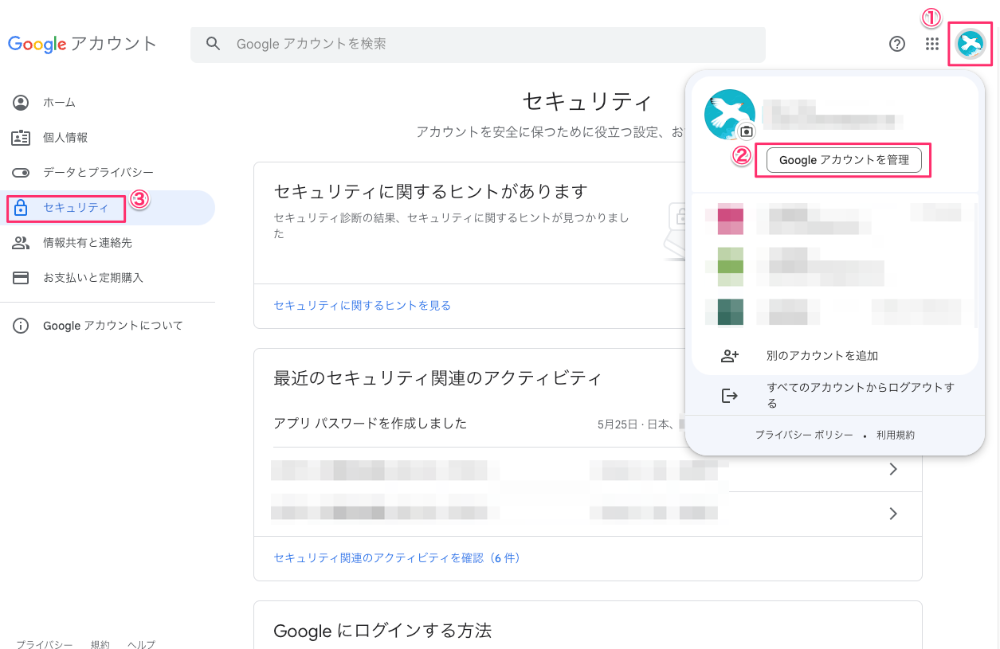 ①
Google アカウント
Google アカウントを検索
ホーム
個人情報
データとプライバシー
セキュリティ
③
情報共有と連絡先
お支払いと定期購入
Google アカウントについて
セキュリティ
アカウントを安全に保つために役立つ設定、お
セキュリティに関するヒントがあります
セキュリティ診断の結果、セキュリティに関するヒントが見つかりまし
た
セキュリティに関するヒントを見る
最近のセキュリティ関連のアクティビティ
アプリ パスワードを作成しました
5月25日 · 日本、
セキュリティ関連のアクティビティを確認（6 件）
Google にログインする方法
②
Google アカウントを管理
別のアカウントを追加
すべてのアカウントからログアウトす
る
プライバシー ポリシー • 利用規約
プライバシー 規約 ヘルプ